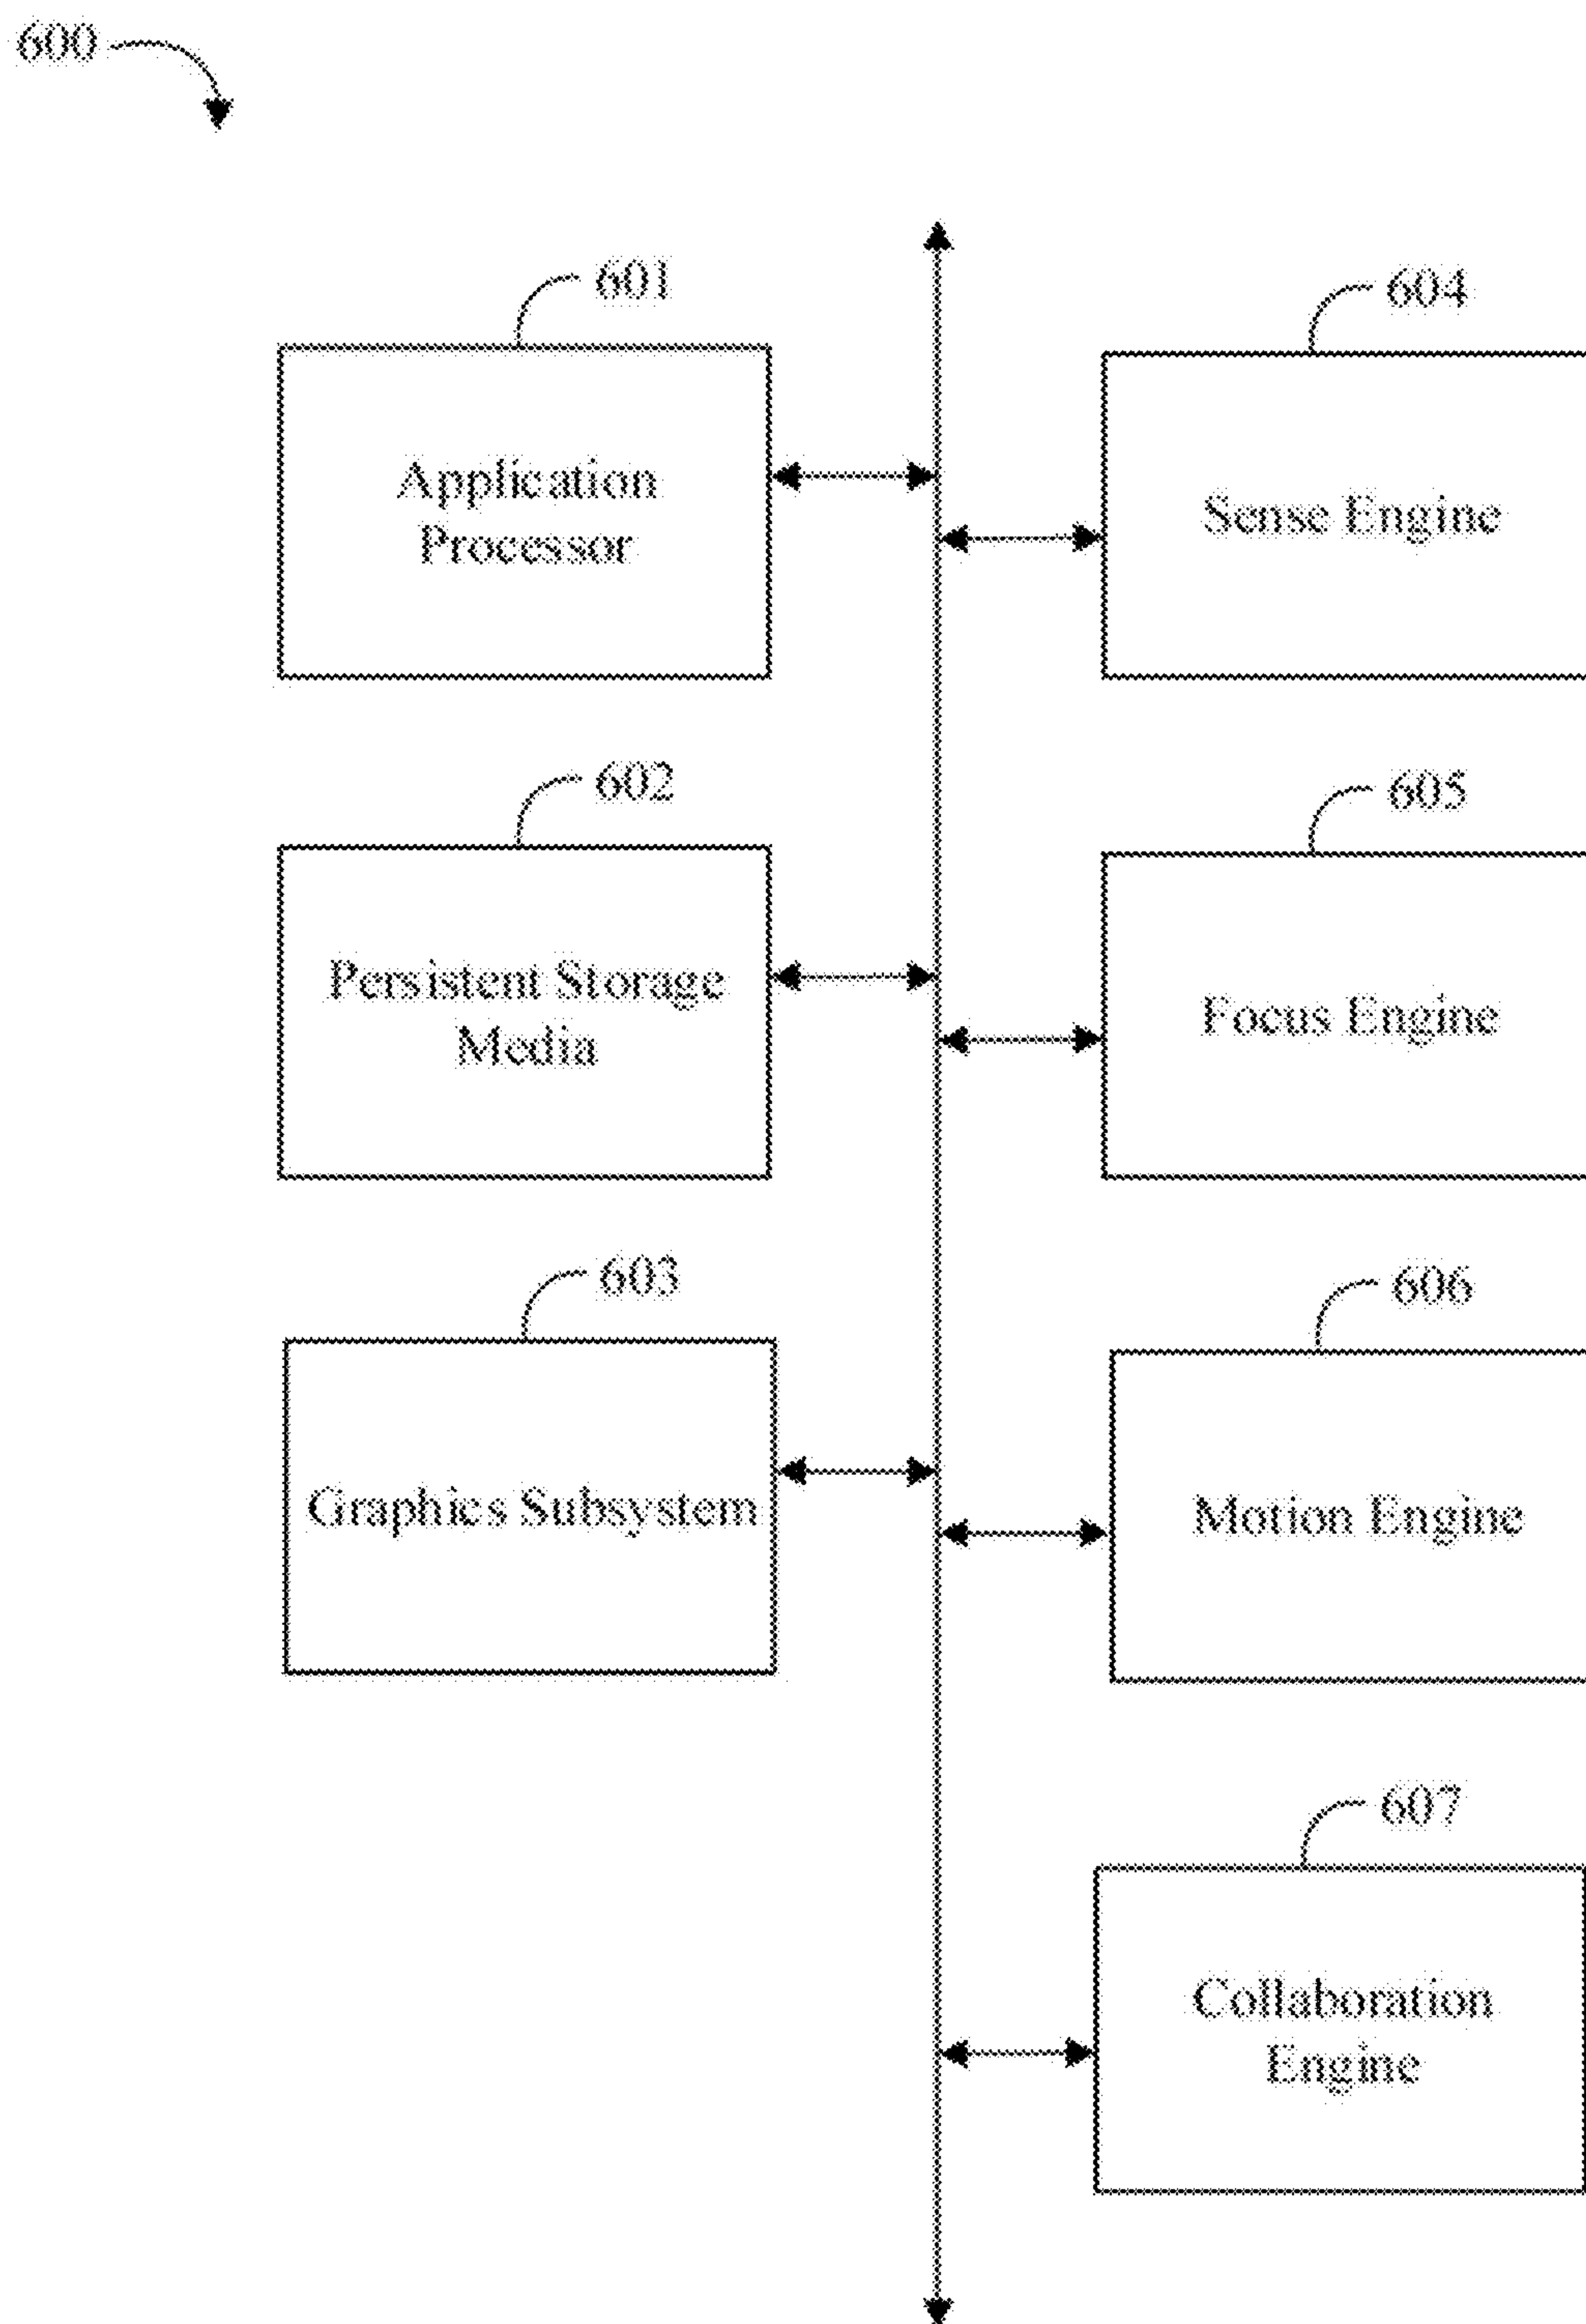 600
601
Application
Processor
602
Persistent Storage
Media
603
Graphics Subsystem
604
Sense Engine
605
Focus Engine
606
Motion Engine
607
Collaboration
Engine